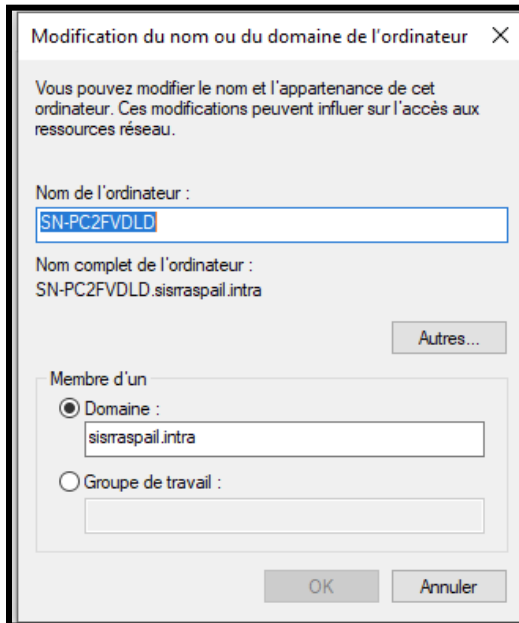 Modification du nom ou du domaine de l'ordinateur
Vous pouvez modifier le nom et l'appartenance de cet
ordinateur. Ces modifications peuvent influer sur l'accès aux
ressources réseau.
Nom de l'ordinateur :
SN-PC2FVDLD
Nom complet de l'ordinateur :
SN-PC2FVDLD.sisrraspail.intra
Autres...
Membre d'un
Domaine :
sisrraspail.intra
Groupe de travail :
OK
Annuler